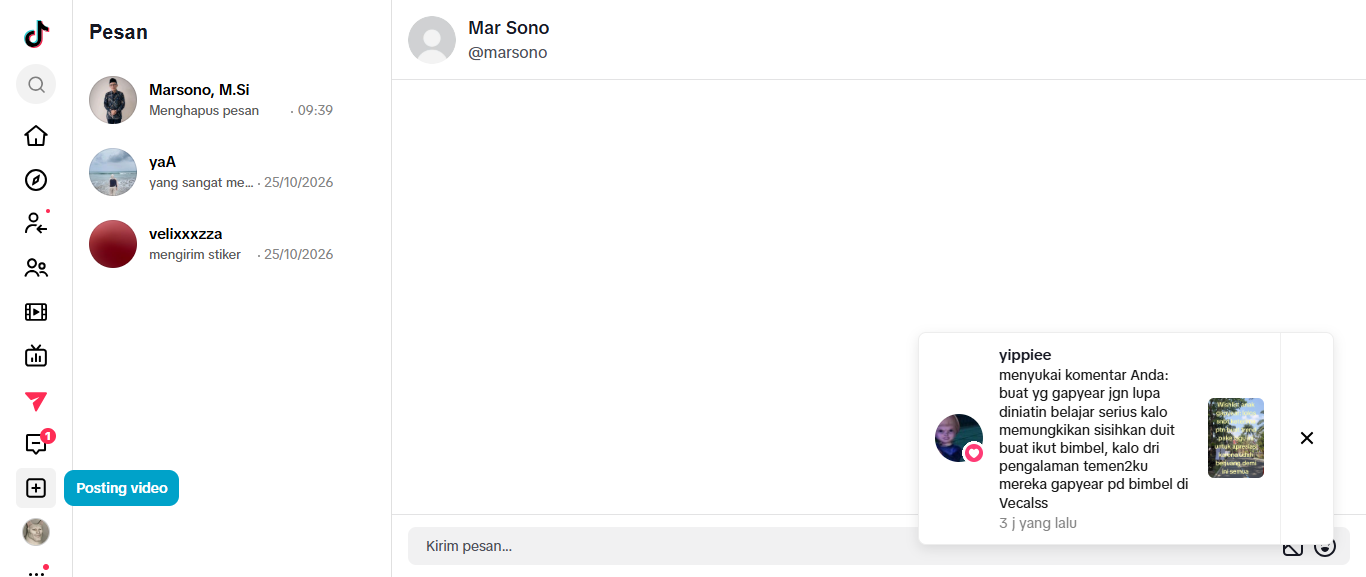 Pesan
Marsono, M.Si
Menghapus pesan · 09:39
yaA
yang sangat me... · 25/10/2026
velixxxzza
mengirim stiker · 25/10/2026
1
Posting video
Mar Sono
@marsono
yippiee
menyukai komentar Anda:
buat yg gapyear jgn lupa
diniatin belajar serius kalo
memungkikan sisihkan duit
buat ikut bimbel, kalo dri
pengalaman temen2ku
mereka gapyear pd bimbel di
Vecalss
3 j yang lalu
untuk apresiasi
Kirim pesan...